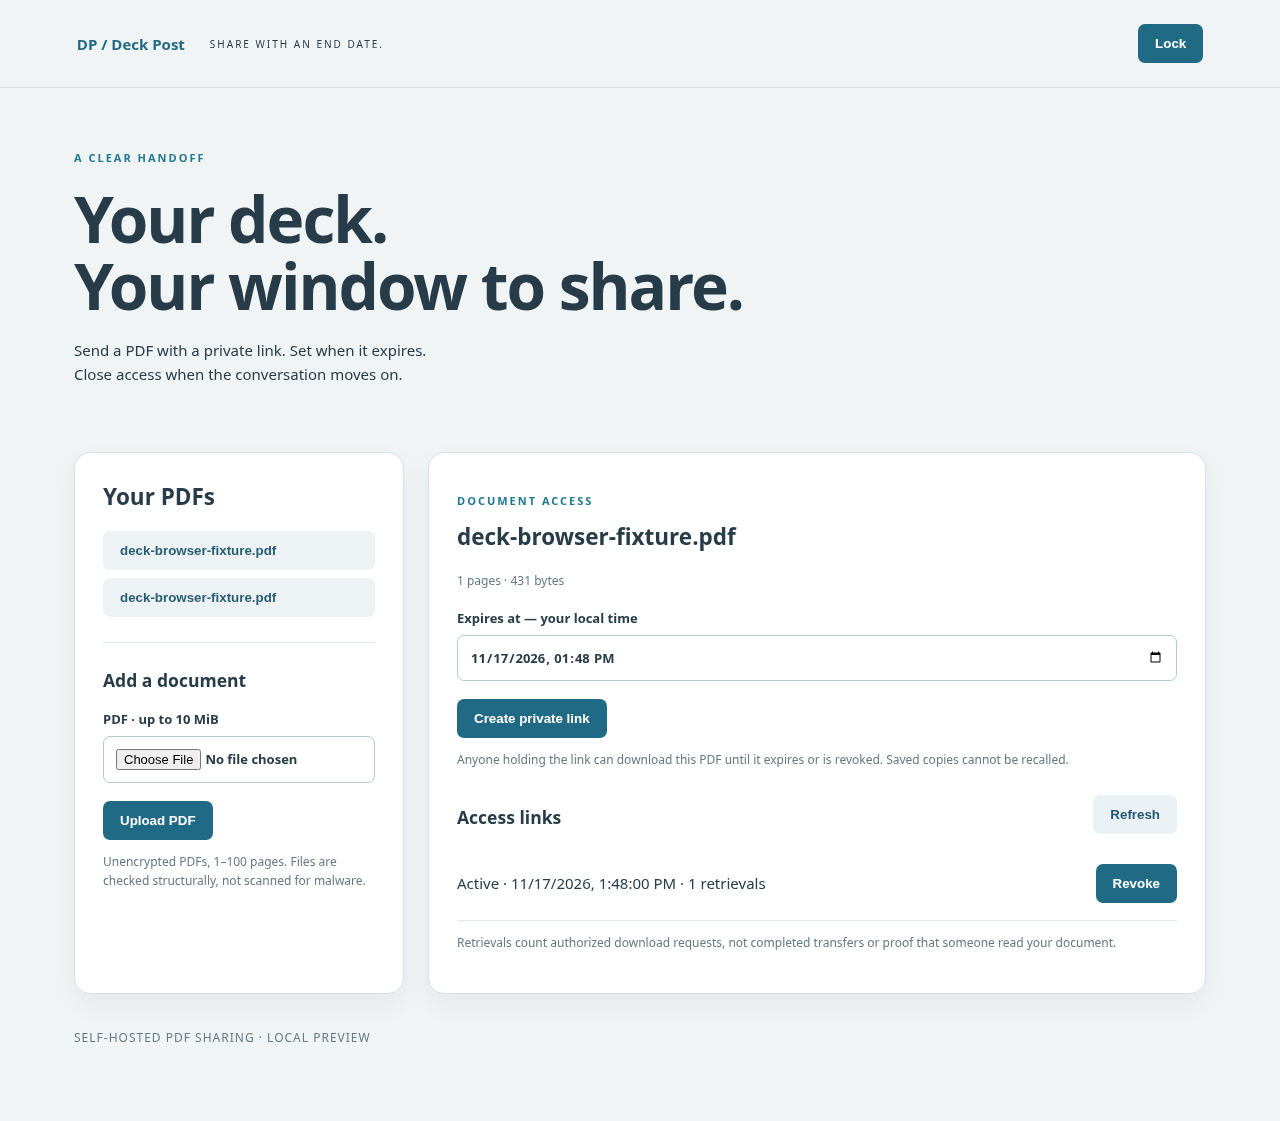 DP / Deck Post
SHARE WITH AN END DATE.
Lock
A CLEAR HANDOFF
Your deck.
Your window to share.
Send a PDF with a private link. Set when it expires.
Close access when the conversation moves on.
Your PDFs
deck-browser-fixture.pdf
deck-browser-fixture.pdf
Add a document
PDF · up to 10 MiB
Choose File No file chosen
Upload PDF
Unencrypted PDFs, 1–100 pages. Files are
checked structurally, not scanned for malware.
DOCUMENT ACCESS
deck-browser-fixture.pdf
1 pages · 431 bytes
Expires at — your local time
11/17/2026, 01:48 PM
Create private link
Anyone holding the link can download this PDF until it expires or is revoked. Saved copies cannot be recalled.
Access links
Refresh
Active · 11/17/2026, 1:48:00 PM · 1 retrievals
Revoke
Retrievals count authorized download requests, not completed transfers or proof that someone read your document.
SELF-HOSTED PDF SHARING · LOCAL PREVIEW